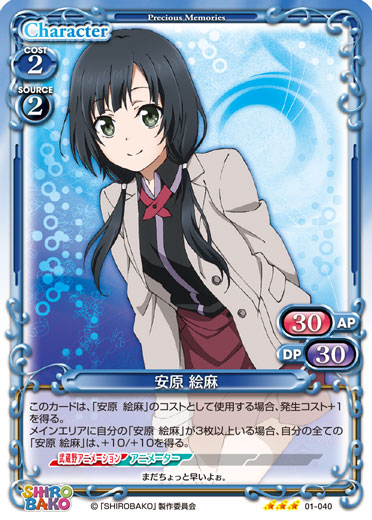 Precious Memories
Character
COST
2
SOURCE
2
30 AP
DP 30
安原 絵麻
このカードは、「安原 絵麻」のコストとして使用する場合、発生コスト+1
を得る。
メインエリアに自分の「安原 絵麻」が3枚以上いる場合、自分の全ての
「安原 絵麻」は、+10/+10を得る。
武蔵野アニメーション アニメーター
まだちょっと早いよぉ。
SHIRO
BAKO
©「SHIROBAKO」製作委員会
01-040